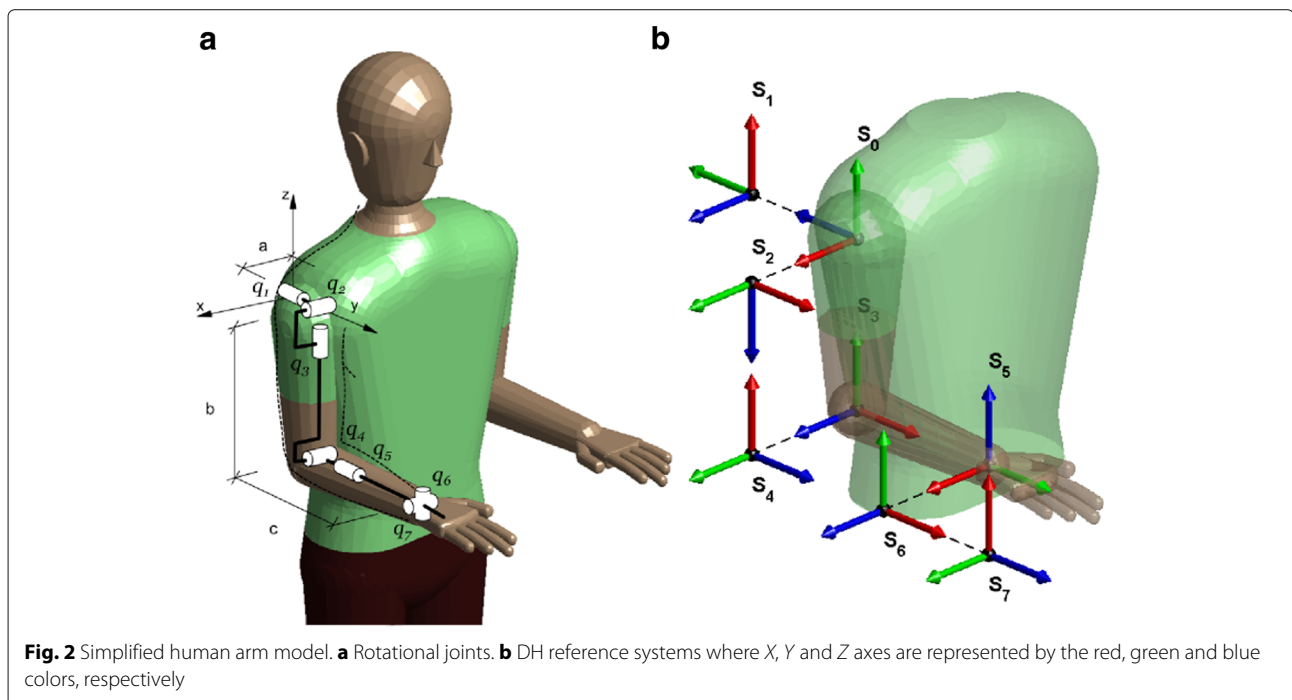 a
b
z
a
q1
q2
x
y
q3
b
q4
q5
q6
c
q7
S1
S0
S2
S3
S5
S4
S6
S7
Fig. 2 Simplified human arm model. a Rotational joints. b DH reference systems where X, Y and Z axes are represented by the red, green and blue
colors, respectively